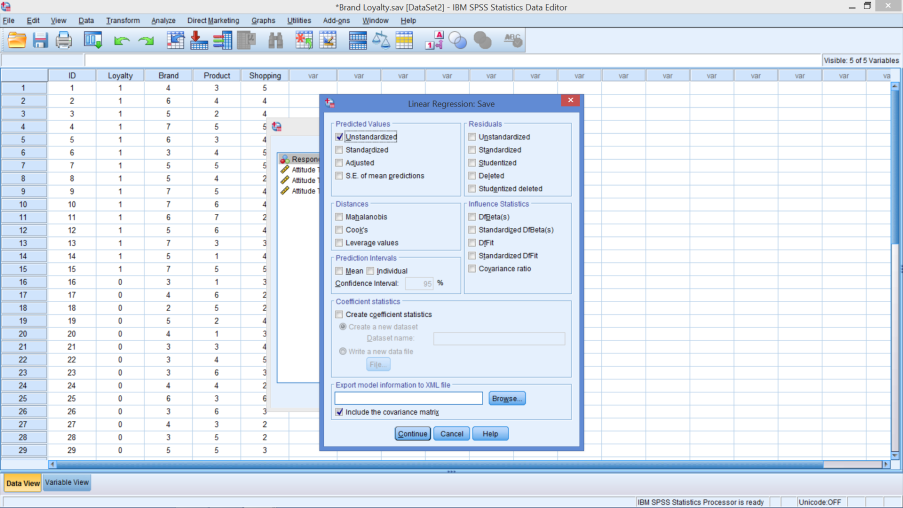 *Brand Loyalty.sav [DataSet2] - IBM SPSS Statistics Data Editor
File Edit View Data Transform Analyze Direct Marketing Graphs Utilities Add-ons Window Help
Visible: 5 of 5 Variables
ID Loyalty Brand Product Shopping var var var var var var var var var var var var va
1 1 1 4 3 5
2 2 1 6 4 4
3 3 1 5 2 4
4 4 1 7 5 5
5 5 1 6 3 4
6 6 1 3 4 5
7 7 1 5 5 5
8 8 1 5 4 2
9 9 1 7 5 4
10 10 1 7 6 4
11 11 1 6 7 2
12 12 1 5 6 4
13 13 1 7 3 3
14 14 1 5 1 4
15 15 1 7 5 5
16 16 0 3 1 3
17 17 0 4 6 2
18 18 0 2 5 2
19 19 0 5 2 4
20 20 0 4 1 3
21 21 0 3 3 4
22 22 0 3 4 5
23 23 0 3 6 3
24 24 0 4 4 2
25 25 0 6 3 6
26 26 0 3 6 3
27 27 0 4 3 2
28 28 0 3 5 2
29 29 0 5 5 3
Respon
Attitude T
Attitude T
Attitude T
Linear Regression: Save
Predicted Values
Unstandardized
Standardized
Adjusted
S.E. of mean predictions
Residuals
Unstandardized
Standardized
Studentized
Deleted
Studentized deleted
Distances
Mahalanobis
Cook's
Leverage values
Influence Statistics
DfBeta(s)
Standardized DfBeta(s)
DfFit
Standardized DfFit
Covariance ratio
Prediction Intervals
Mean Individual
Confidence Interval: 95 %
Coefficient statistics
Create coefficient statistics
Create a new dataset
Dataset name:
Write a new data file
File...
Export model information to XML file
Browse...
Include the covariance matrix
Continue Cancel Help
Data View Variable View
IBM SPSS Statistics Processor is ready Unicode:OFF